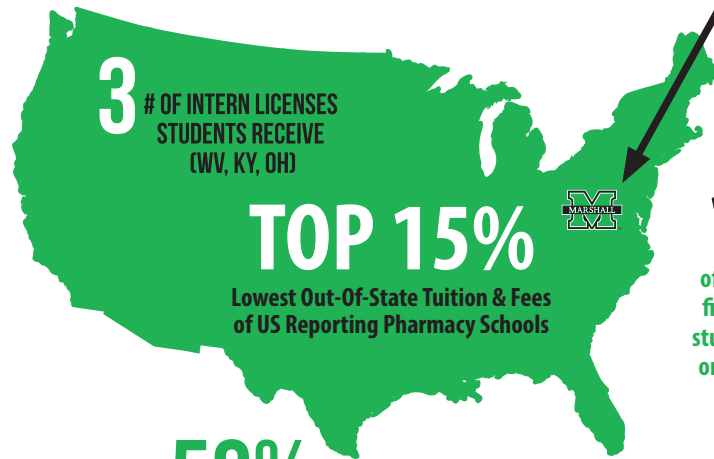 3 # OF INTERN LICENSES
STUDENTS RECEIVE
(WV, KY, OH)
MARSHALL
TOP 15%
Lowest Out-Of-State Tuition & Fees
of US Reporting Pharmacy Schools